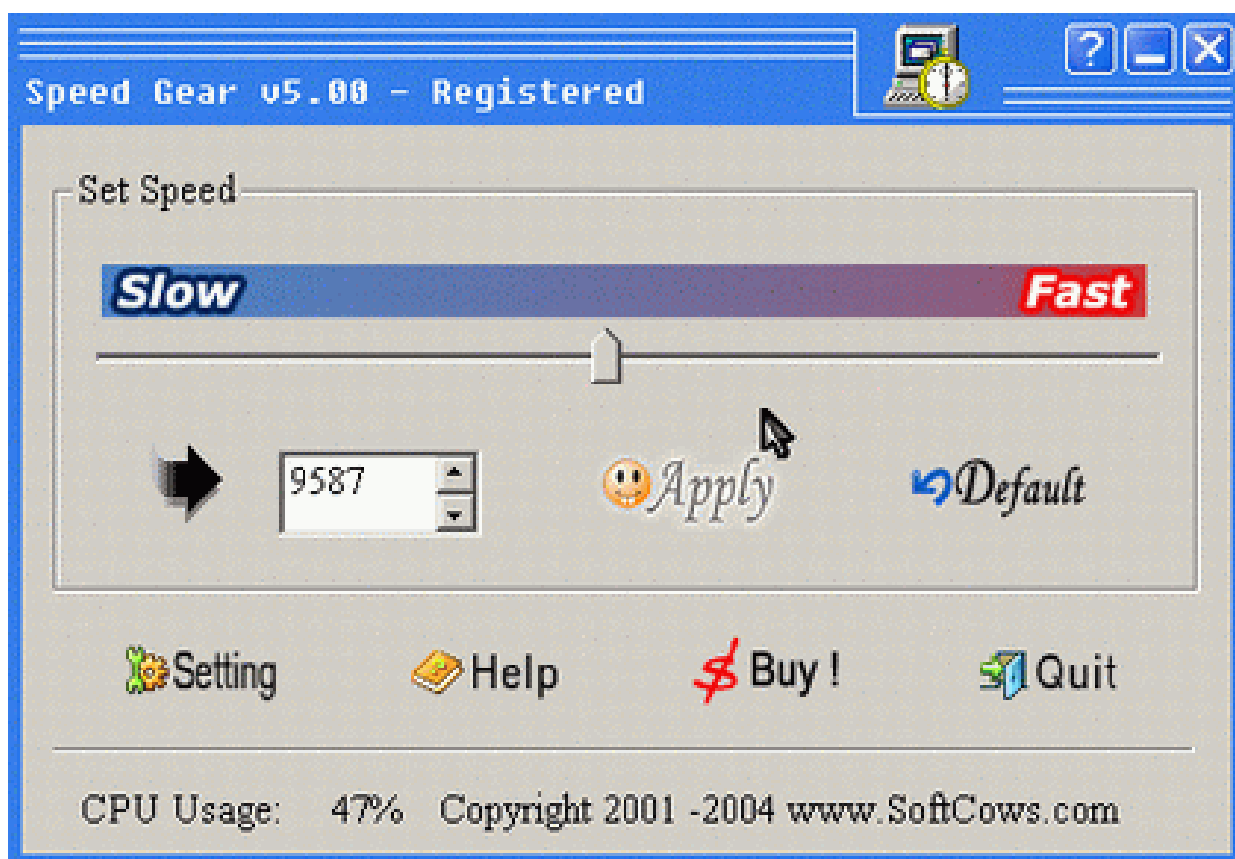 Speed Gear v5.00 - Registered
Set Speed
Slow Fast
9587 Apply Default
Setting Help $ Buy ! Quit
CPU Usage: 47% Copyright 2001 -2004 www.SoftCows.com